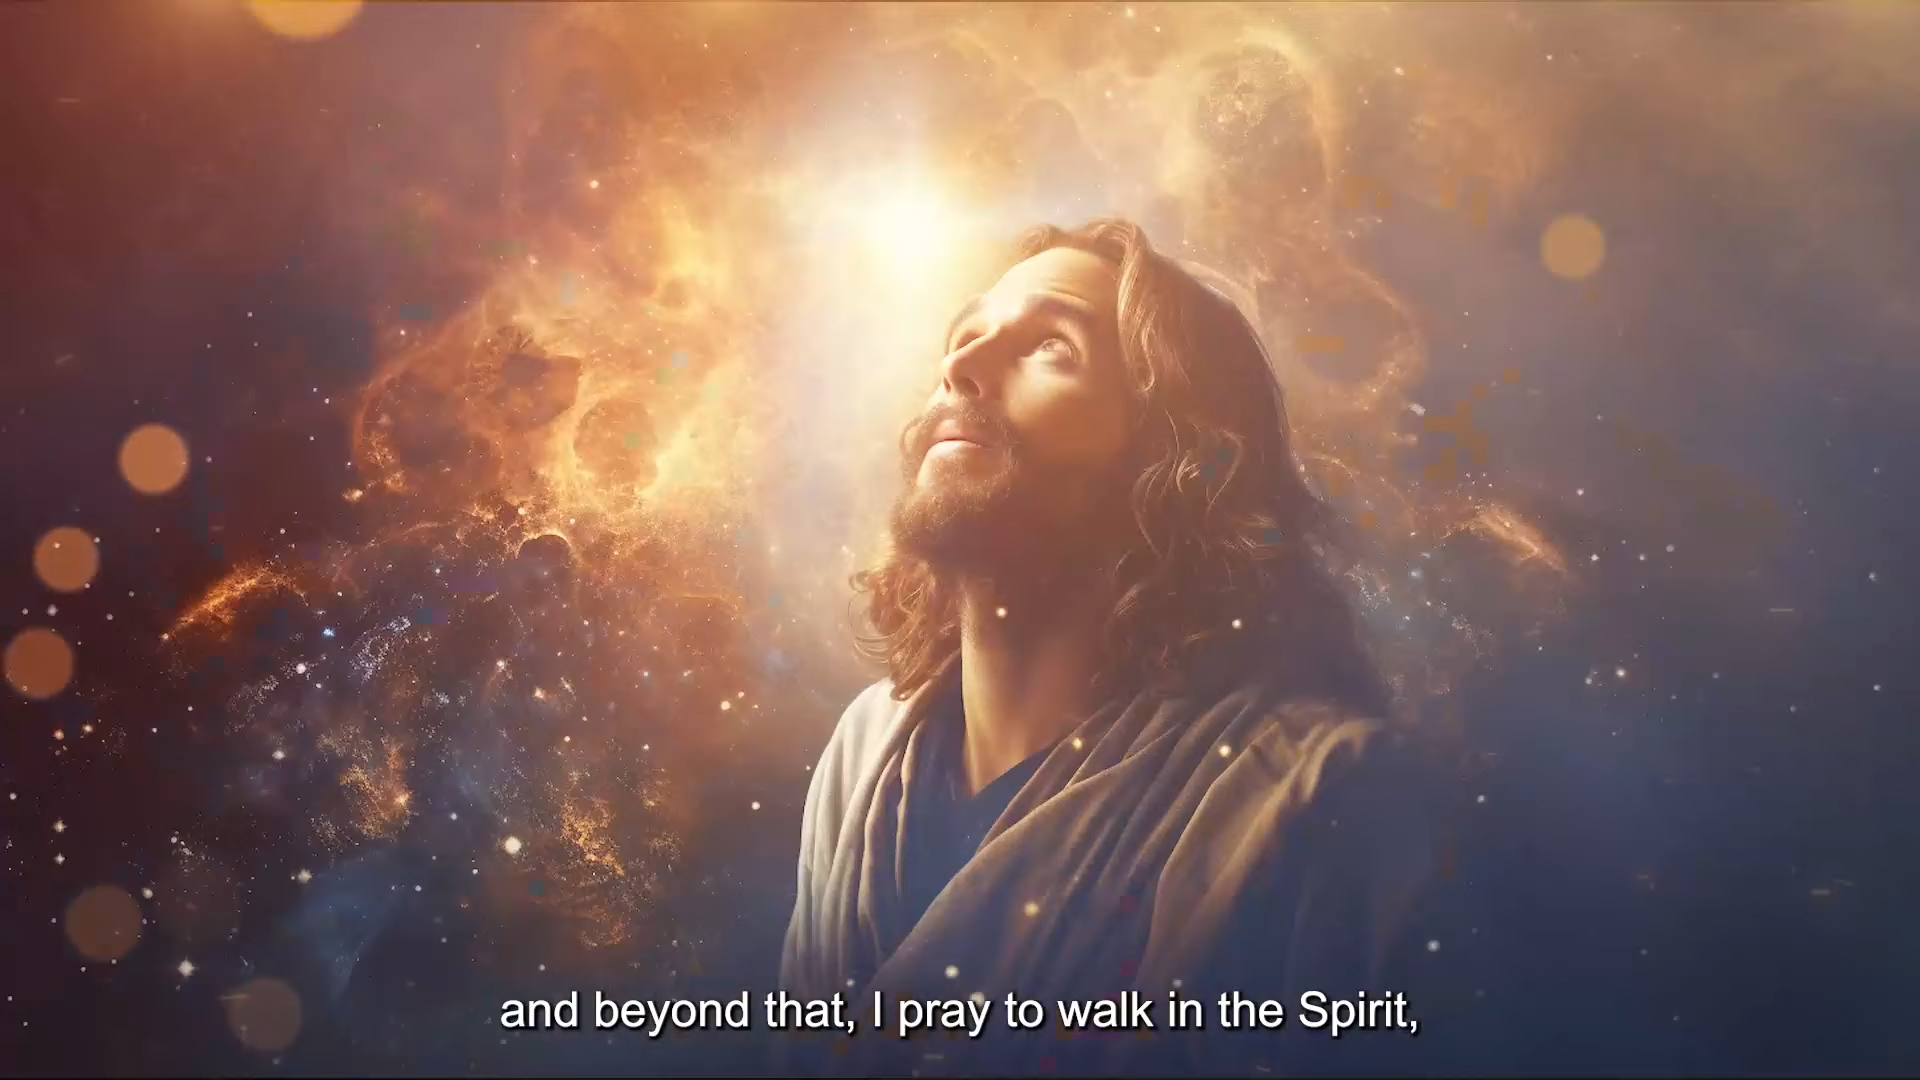 and beyond that, I pray to walk in the Spirit,